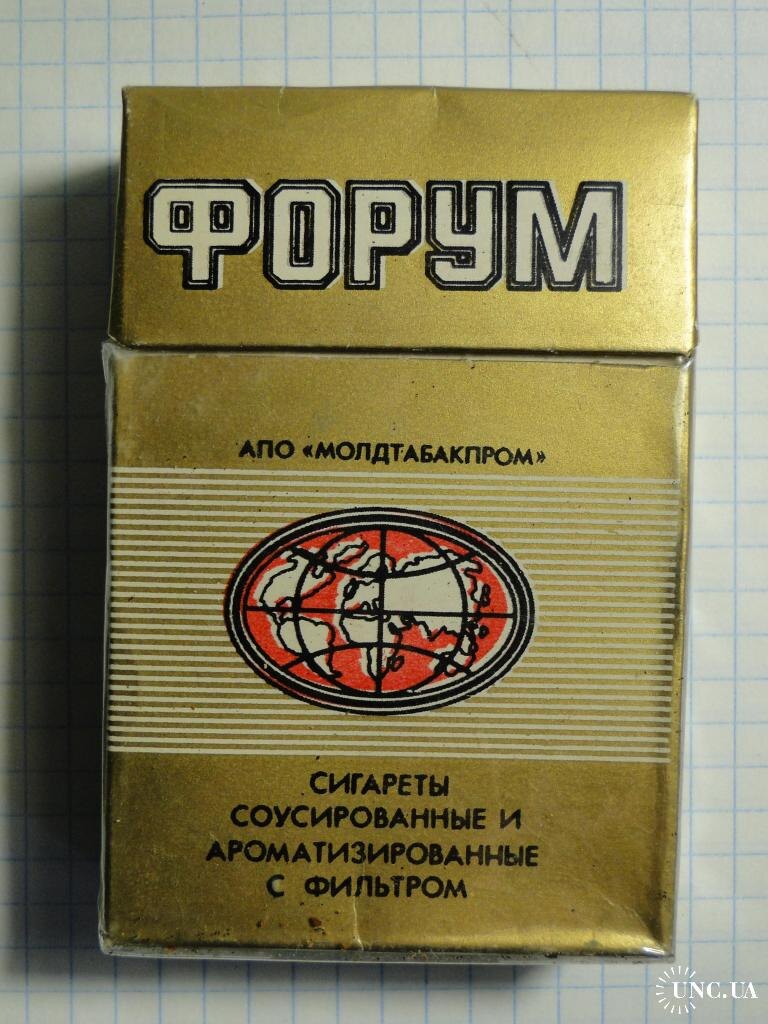 ФОРУМ
АПО «МОЛДТАБАКПРОМ»
СИГАРЕТЫ
СОУСИРОВАННЫЕ И
АРОМАТИЗИРОВАННЫЕ
С ФИЛЬТРОМ
UNC.UA